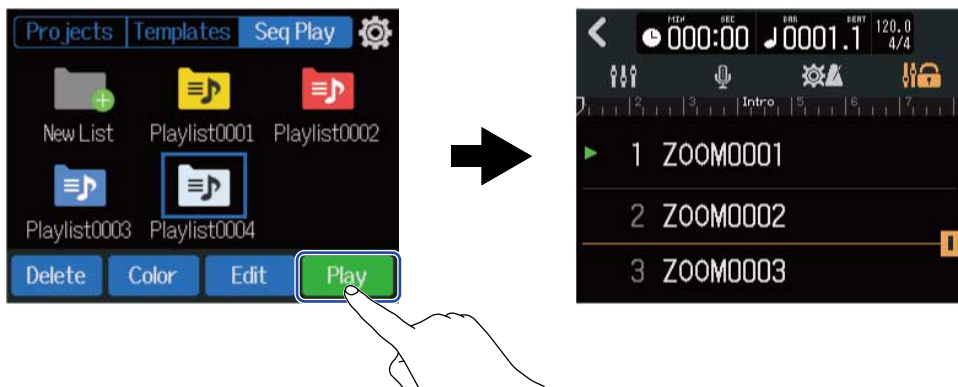 Projects Templates Seq Play
New List Playlist0001 Playlist0002
Playlist0003 Playlist0004
Delete Color Edit Play
MIN SEC BAR BEAT
000:00 0001.1 120.0
4/4
2 3 Intro 5 6 7
1 ZOOM0001
2 ZOOM0002
3 ZOOM0003